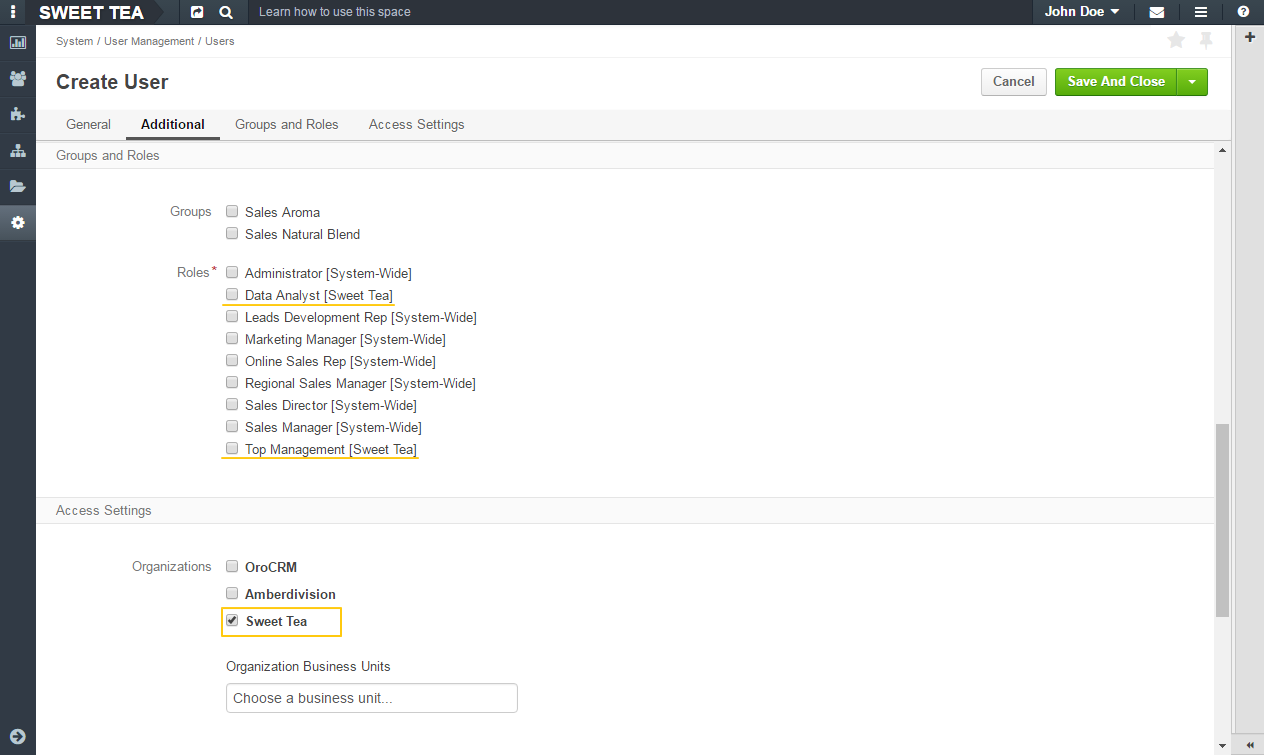 SWEET TEA
Learn how to use this space
John Doe
System / User Management / Users
Create User
Cancel
Save And Close
General
Additional
Groups and Roles
Access Settings
Groups and Roles
Groups
Sales Aroma
Sales Natural Blend
Roles*
Administrator [System-Wide]
Data Analyst [Sweet Tea]
Leads Development Rep [System-Wide]
Marketing Manager [System-Wide]
Online Sales Rep [System-Wide]
Regional Sales Manager [System-Wide]
Sales Director [System-Wide]
Sales Manager [System-Wide]
Top Management [Sweet Tea]
Access Settings
Organizations
OroCRM
Amberdivision
Sweet Tea
Organization Business Units
Choose a business unit...